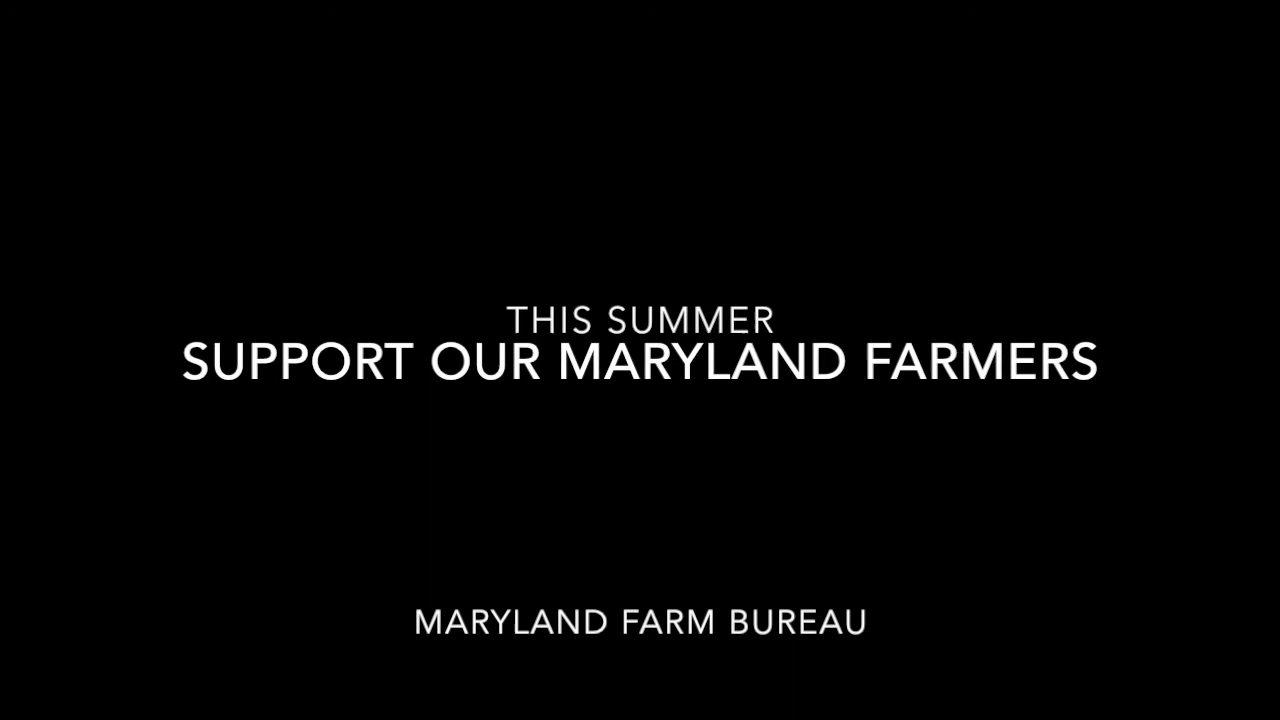 THIS SUMMER
SUPPORT OUR MARYLAND FARMERS
MARYLAND FARM BUREAU